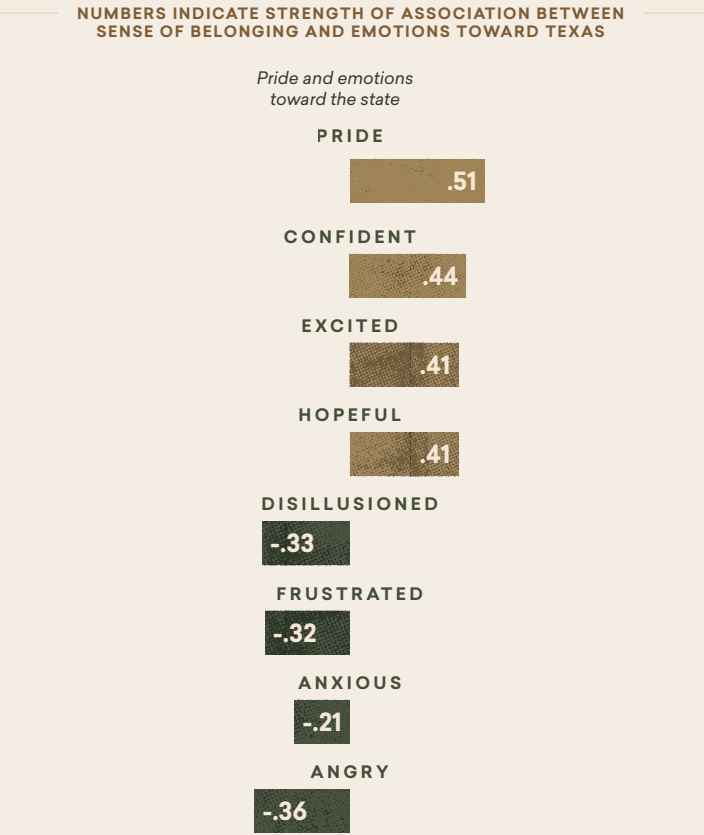 NUMBERS INDICATE STRENGTH OF ASSOCIATION BETWEEN
SENSE OF BELONGING AND EMOTIONS TOWARD TEXAS
Pride and emotions
toward the state
PRIDE
.51
CONFIDENT
.44
EXCITED
.41
HOPEFUL
.41
DISILLUSIONED
-.33
FRUSTRATED
-.32
ANXIOUS
-.21
ANGRY
-.36